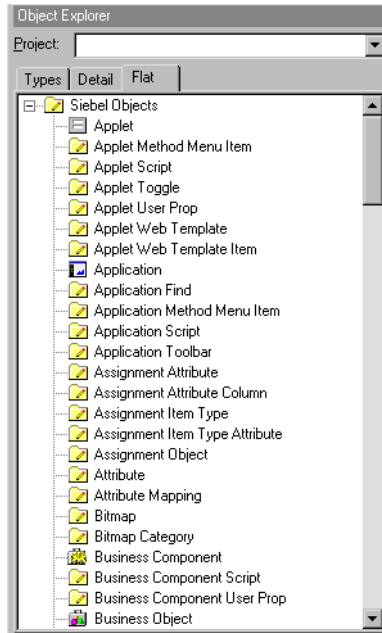 Object Explorer
Project:
Types Detail Flat
Siebel Objects
Applet
Applet Method Menu Item
Applet Script
Applet Toggle
Applet User Prop
Applet Web Template
Applet Web Template Item
Application
Application Find
Application Method Menu Item
Application Script
Application Toolbar
Assignment Attribute
Assignment Attribute Column
Assignment Item Type
Assignment Item Type Attribute
Assignment Object
Attribute
Attribute Mapping
Bitmap
Bitmap Category
Business Component
Business Component Script
Business Component User Prop
Business Object